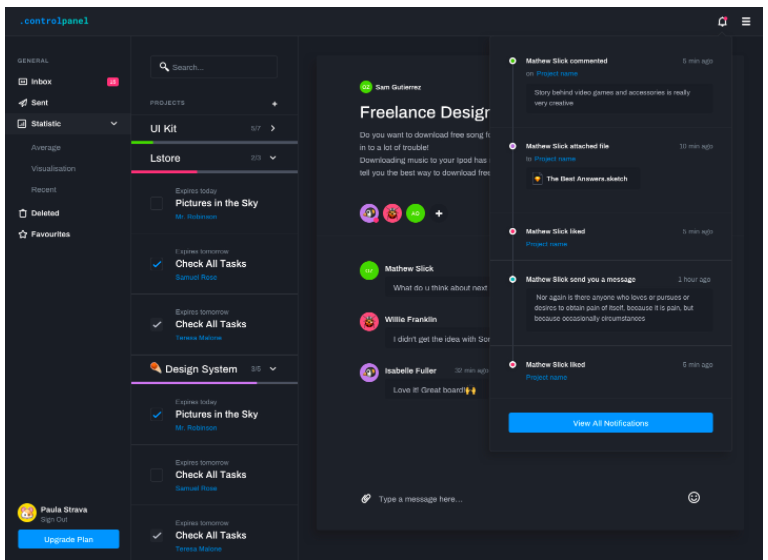 .controlpanel
GENERAL
Inbox
Sent
Statistic
Average
Visualisation
Recent
Deleted
Favourites
Paula Strava
Sign Out
Upgrade Plan
Search...
PROJECTS
+
UI Kit 5/7
Lstore 2/3
Expires today
Pictures in the Sky
Mr. Robinson
Expires tomorrow
Check All Tasks
Samuel Rose
Expires tomorrow
Check All Tasks
Teresa Malone
Design System 3/5
Expires today
Pictures in the Sky
Mr. Robinson
Expires tomorrow
Check All Tasks
Samuel Rose
Expires tomorrow
Check All Tasks
Teresa Malone
Sam Gutierrez
Freelance Design
Do you want to download free song fo
in to a lot of trouble!
Downloading music to your Ipod has
tell you the best way to download free
+
Mathew Slick
What do u think about next
Willie Franklin
I didn't get the idea with Sor
Isabelle Fuller 32 min ago
Love it! Great board!🙌
Type a message here...
Mathew Slick commented 5 min ago
on Project name
Story behind video games and accessories is really
very creative
Mathew Slick attached file 10 min ago
to Project name
The Best Answers.sketch
Mathew Slick liked 5 min ago
Project name
Mathew Slick send you a message 1 hour ago
Nor again is there anyone who loves or pursues or
desires to obtain pain of itself, because it is pain, but
because occasionally circumstances
Mathew Slick liked 5 min ago
Project name
View All Notifications